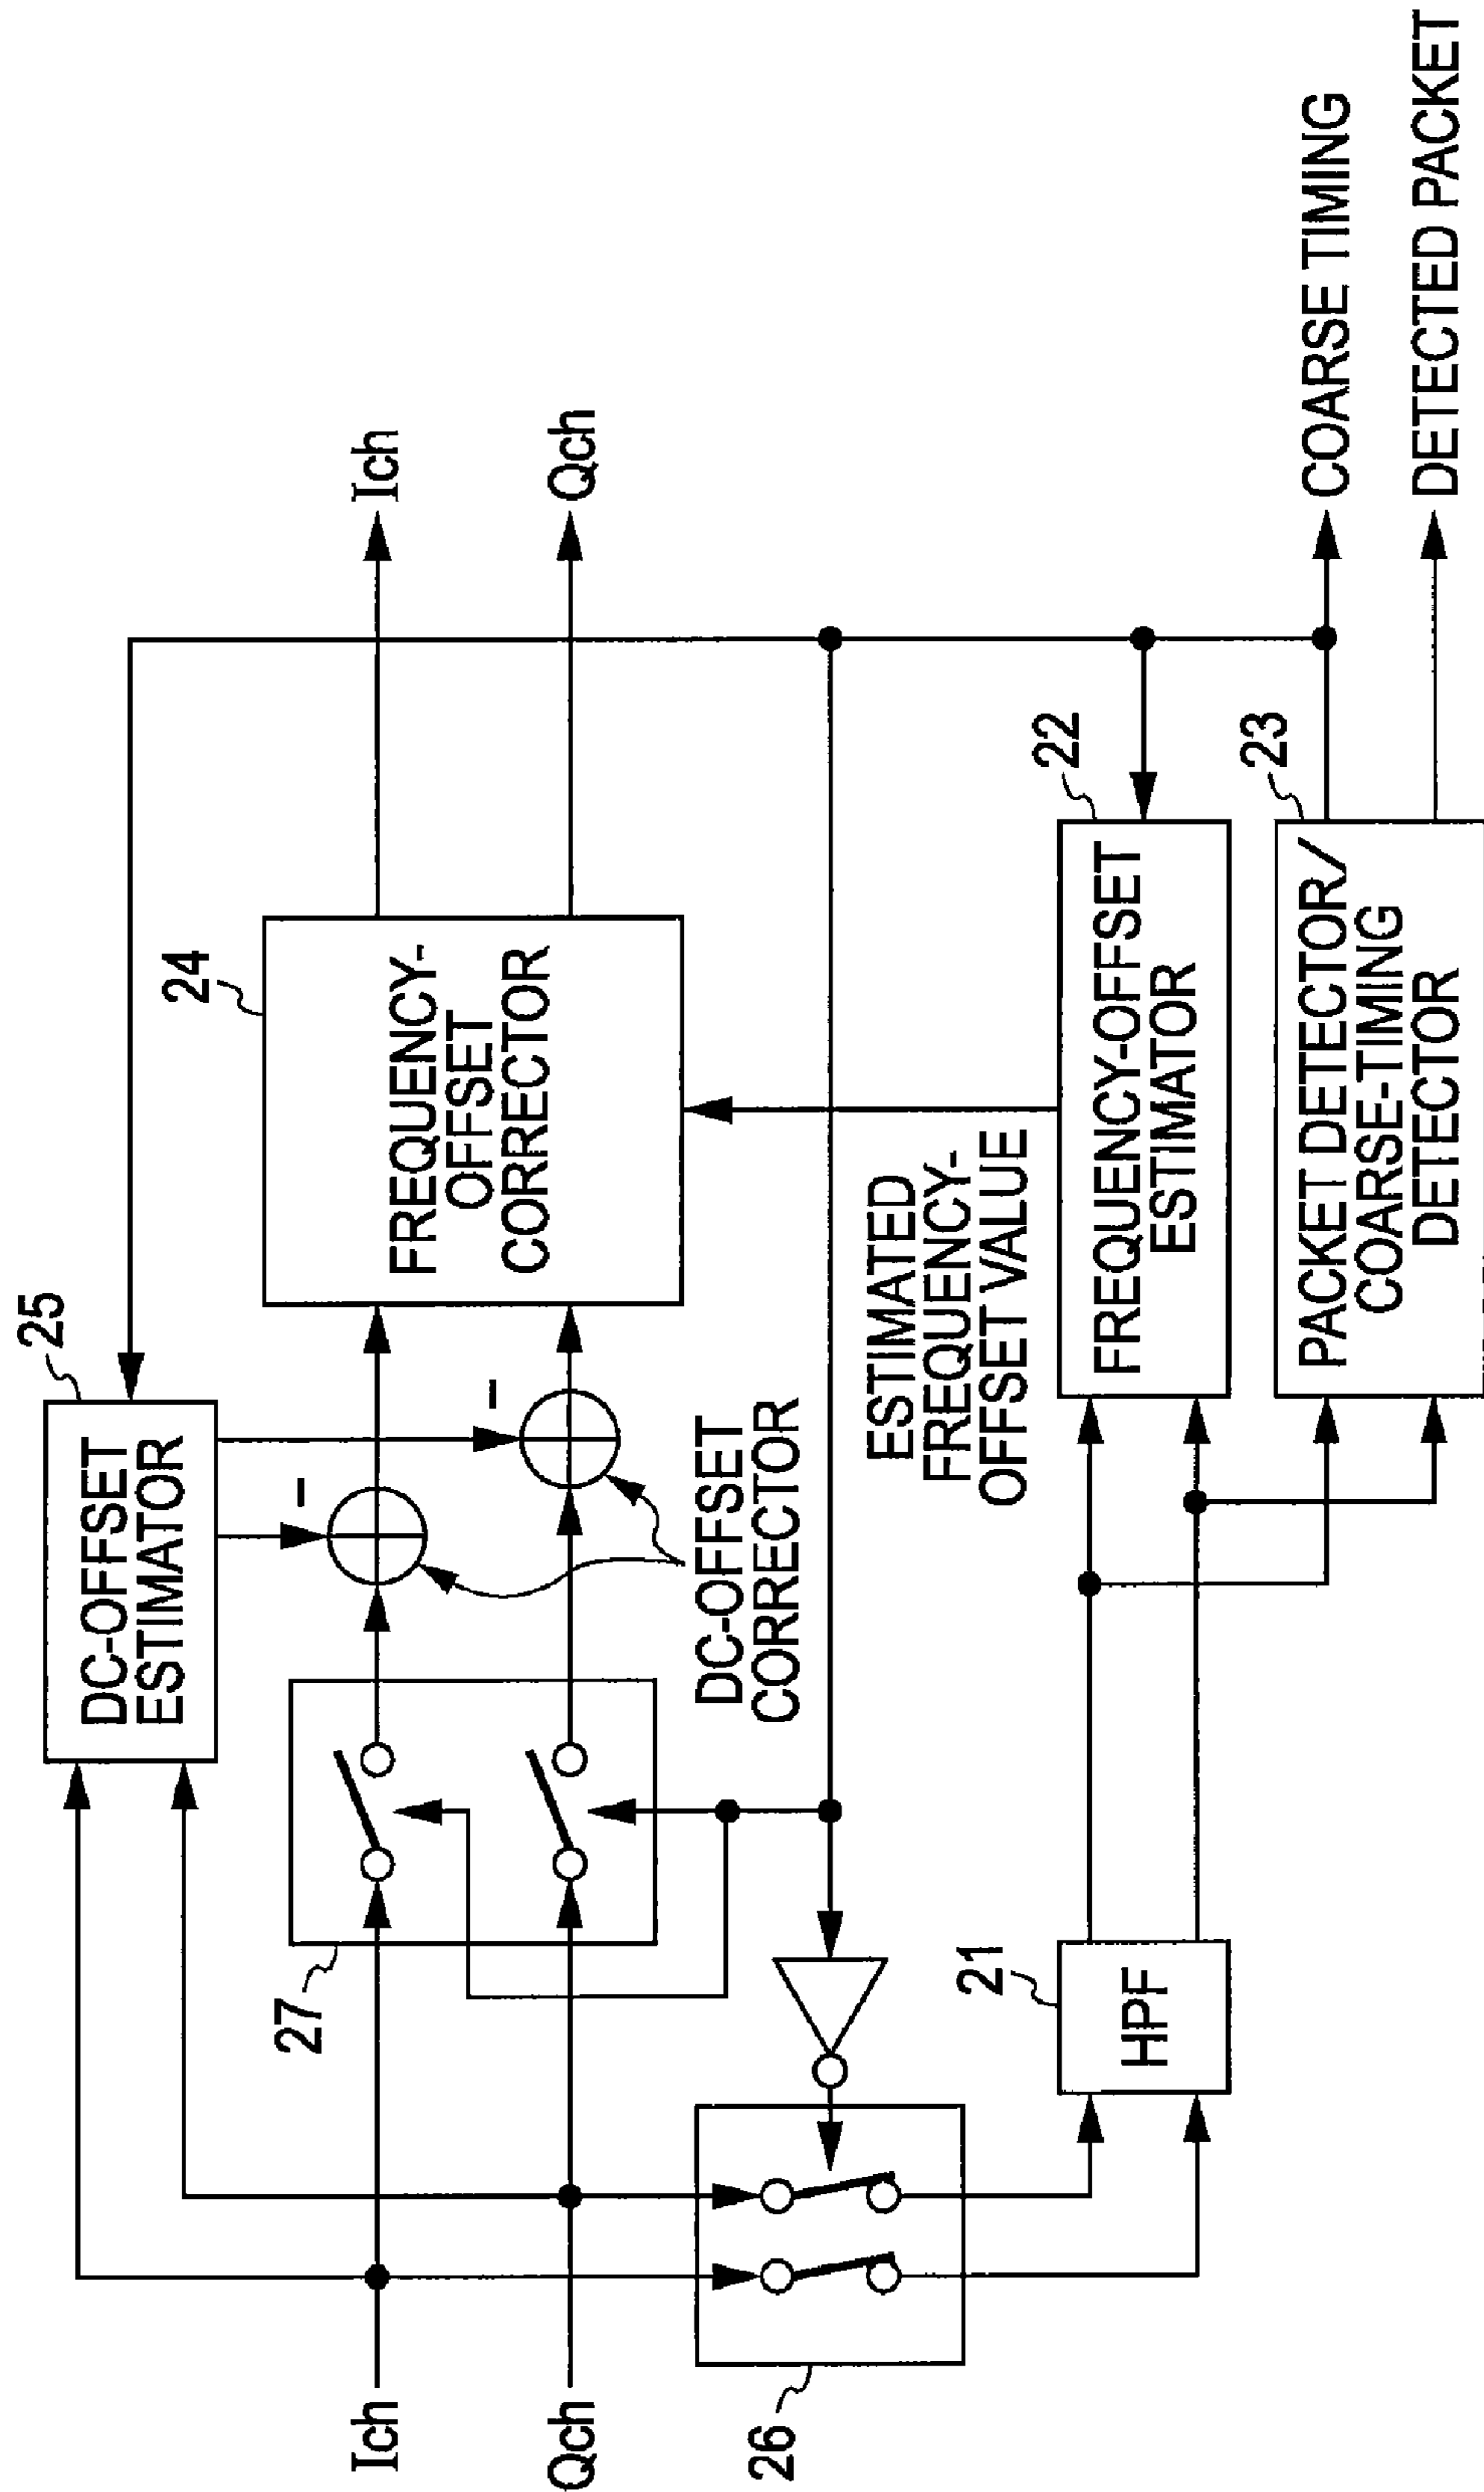 25
DC-OFFSET
ESTIMATOR
24
FREQUENCY-
OFFSET
CORRECTOR
27
Ich
Qch
Ich
Qch
-
-
DC-OFFSET
CORRECTOR
ESTIMATED
FREQUENCY-
OFFSET VALUE
26
21
HPF
22
FREQUENCY-OFFSET
ESTIMATOR
23
PACKET DETECTOR/
COARSE-TIMING
DETECTOR
COARSE TIMING
DETECTED PACKET